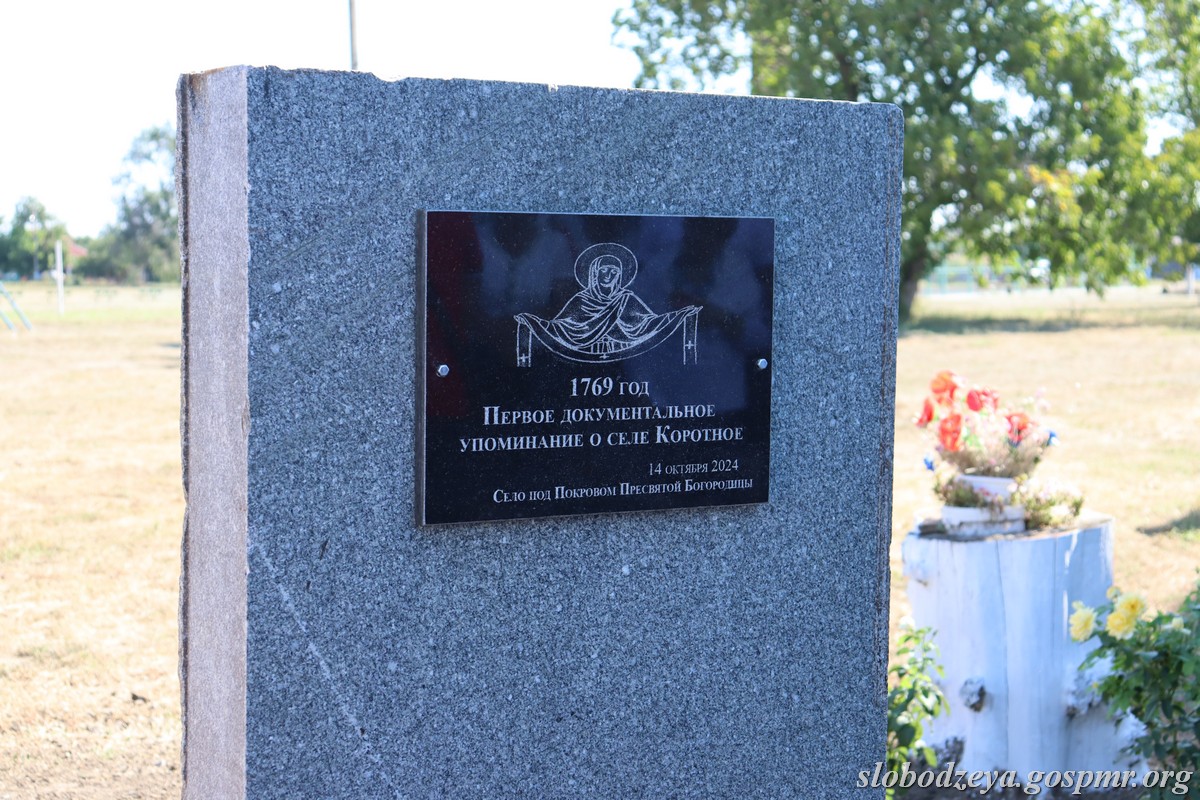 1769 год
Первое документальное
упоминание о селе Коротное
14 октября 2024
Село под Покровом Пресвятой Богородицы
slobodzeya.gospmr.org